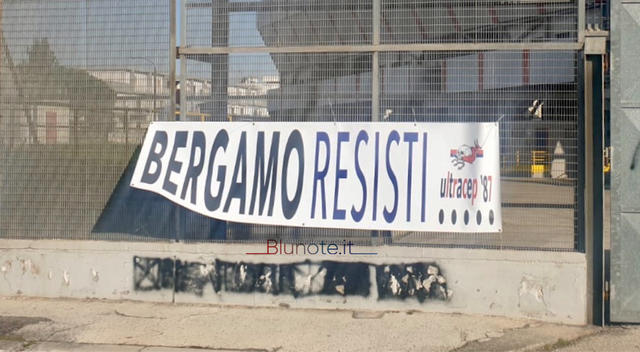 BERGAMO RESISTI
ultracep '87
Blunote.it